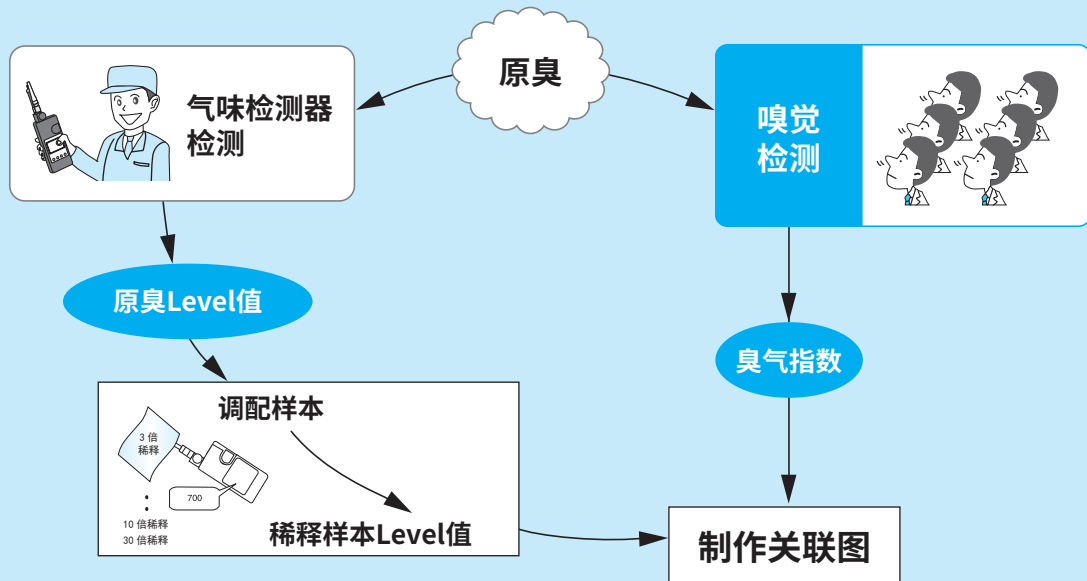 原臭
气味检测器
检测
嗅觉
检测
原臭Level值
臭气指数
调配样本
3 倍
稀释
700
10 倍稀释
30 倍稀释
稀释样本Level值
制作关联图